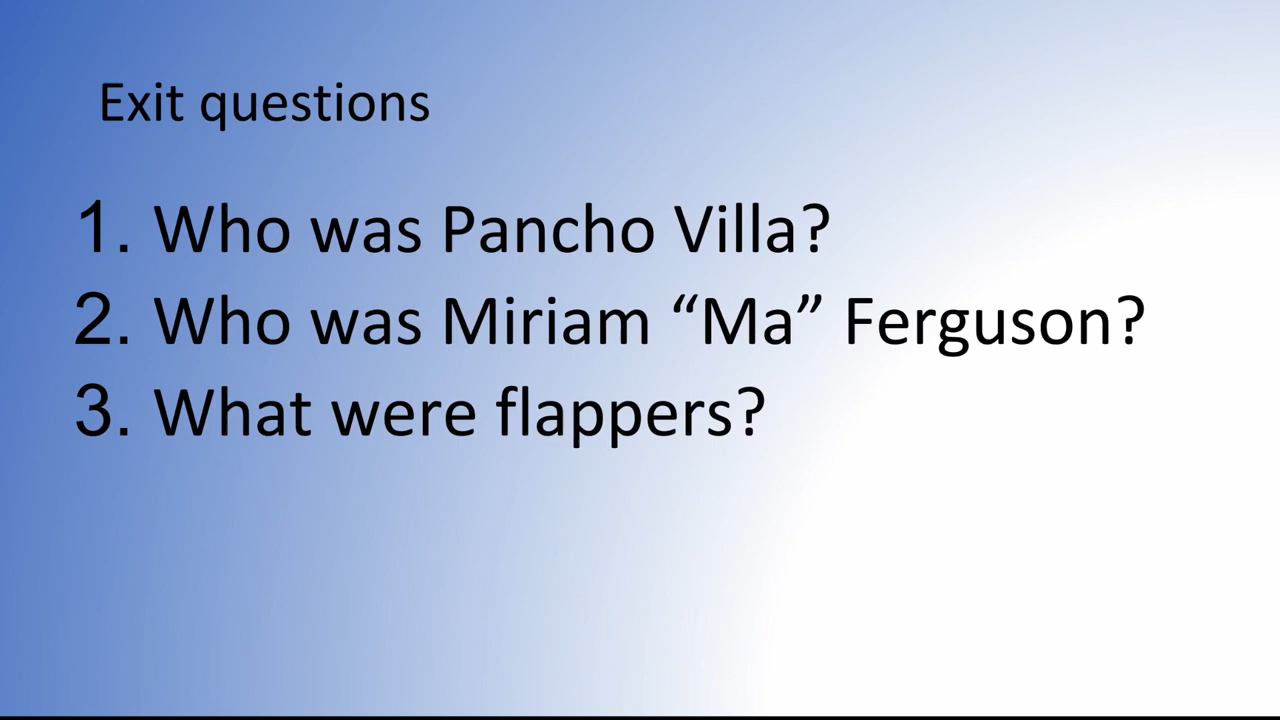 Exit questions
1. Who was Pancho Villa?
2. Who was Miriam “Ma” Ferguson?
3. What were flappers?